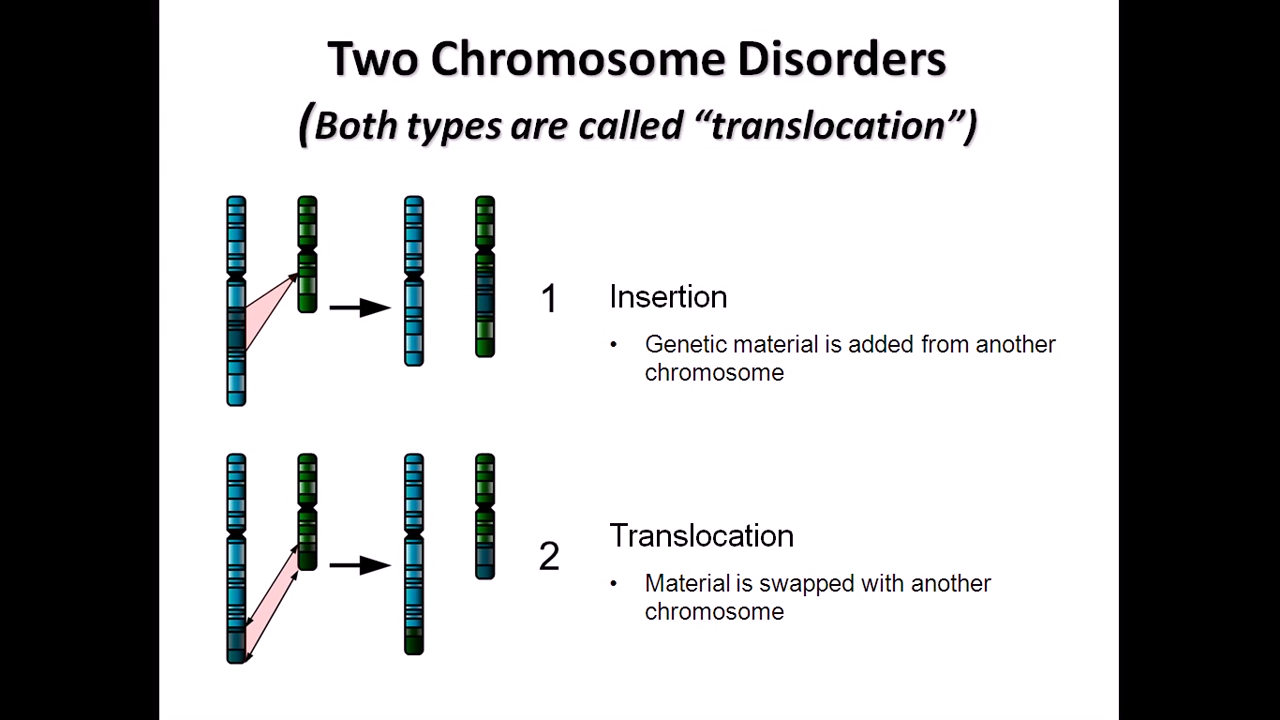 Two Chromosome Disorders
(Both types are called “translocation”)
1 Insertion
• Genetic material is added from another
chromosome
2 Translocation
• Material is swapped with another
chromosome